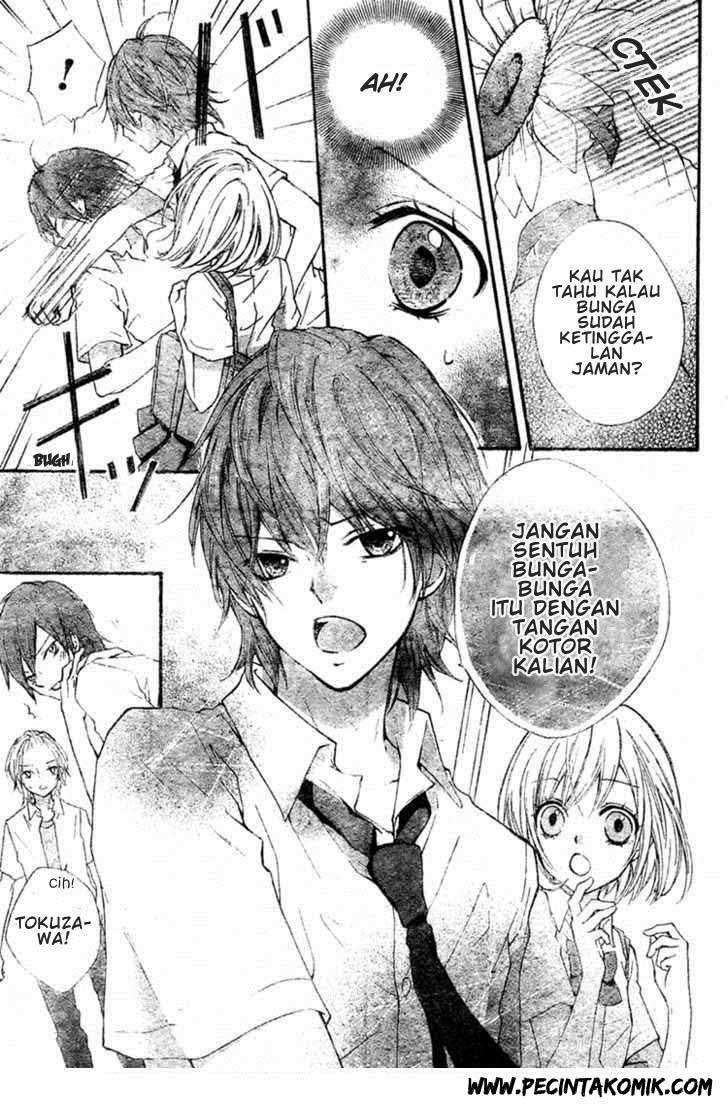 CTEK
KAU TAK
TAHU KALAU
BUNGA
SUDAH
KETINGGA-
LAN
JAMAN?
AH!
!
BUGH
JANGAN
SENTUH
BUNGA-
BUNGA
ITU DENGAN
TANGAN
KOTOR
KALIAN!
cih!
TOKUZA-
WA!
WWW.PECINTAKOMIK.COM